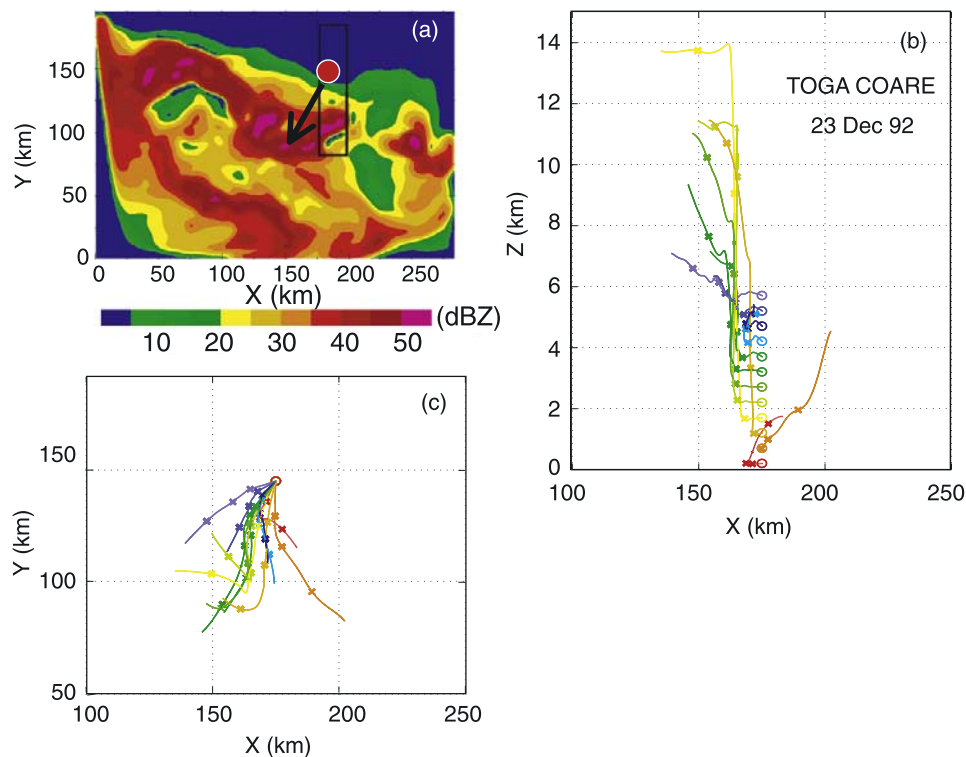 (a)
150
100
50
0
Y (km)
0 50 100 150 200 250
X (km)
(dBZ)
10 20 30 40 50
(b)
TOGA COARE
23 Dec 92
14
12
10
8
6
4
2
0
Z (km)
100 150 200 250
X (km)
(c)
150
100
50
Y (km)
100 150 200 250
X (km)